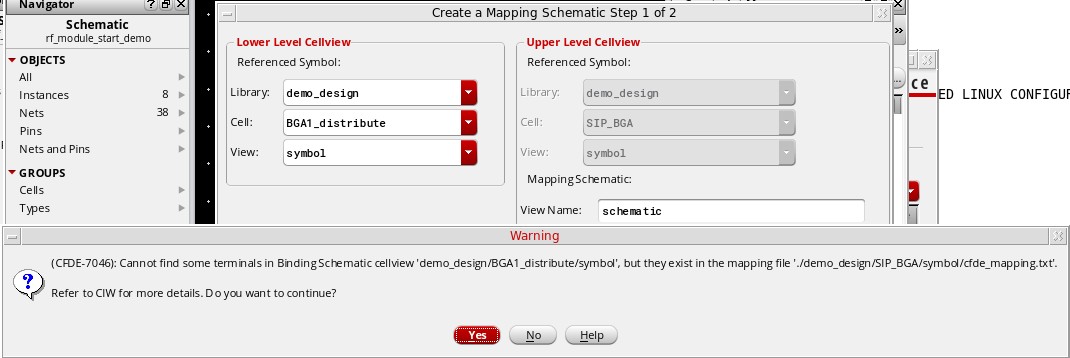 Navigator
Schematic
rf_module_start_demo
OBJECTS
All
Instances 8
Nets 38
Pins
Nets and Pins
GROUPS
Cells
Types
Create a Mapping Schematic Step 1 of 2
Lower Level Cellview
Referenced Symbol:
Library: demo_design
Cell: BGA1_distribute
View: symbol
Upper Level Cellview
Referenced Symbol:
Library: demo_design
Cell: SIP_BGA
View: symbol
Mapping Schematic:
View Name: schematic
»
ce
ED LINUX CONFIGUR
Warning
(CFDE-7046): Cannot find some terminals in Binding Schematic cellview 'demo_design/BGA1_distribute/symbol', but they exist in the mapping file './demo_design/SIP_BGA/symbol/cfde_mapping.txt'.
Refer to CIW for more details. Do you want to continue?
Yes No Help